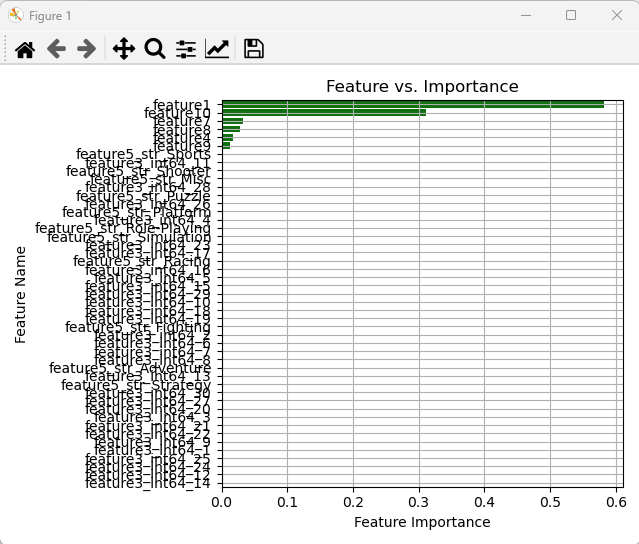 Figure 1
Feature vs. Importance
feature1
feature10
feature7
feature8
feature4
feature9
feature5_str_Sports
feature3_int64_11
feature5_str_Shooter
feature5_str_Misc
feature3_int64_28
feature5_str_Puzzle
feature3_int64_26
feature5_str_Platform
feature3_int64_4
feature5_str_Role-Playing
feature5_str_Simulation
feature3_int64_23
feature3_int64_17
feature5_str_Racing
feature3_int64_16
feature3_int64_5
feature3_int64_15
feature3_int64_29
feature3_int64_10
feature3_int64_18
feature3_int64_19
feature5_str_Fighting
feature3_int64_2
feature3_int64_6
feature3_int64_7
feature3_int64_8
feature5_str_Adventure
feature3_int64_13
feature5_str_Strategy
feature3_int64_30
feature3_int64_27
feature3_int64_20
feature3_int64_3
feature3_int64_21
feature3_int64_22
feature3_int64_9
feature3_int64_1
feature3_int64_25
feature3_int64_24
feature3_int64_12
feature3_int64_14
Feature Name
0.0 0.1 0.2 0.3 0.4 0.5 0.6
Feature Importance